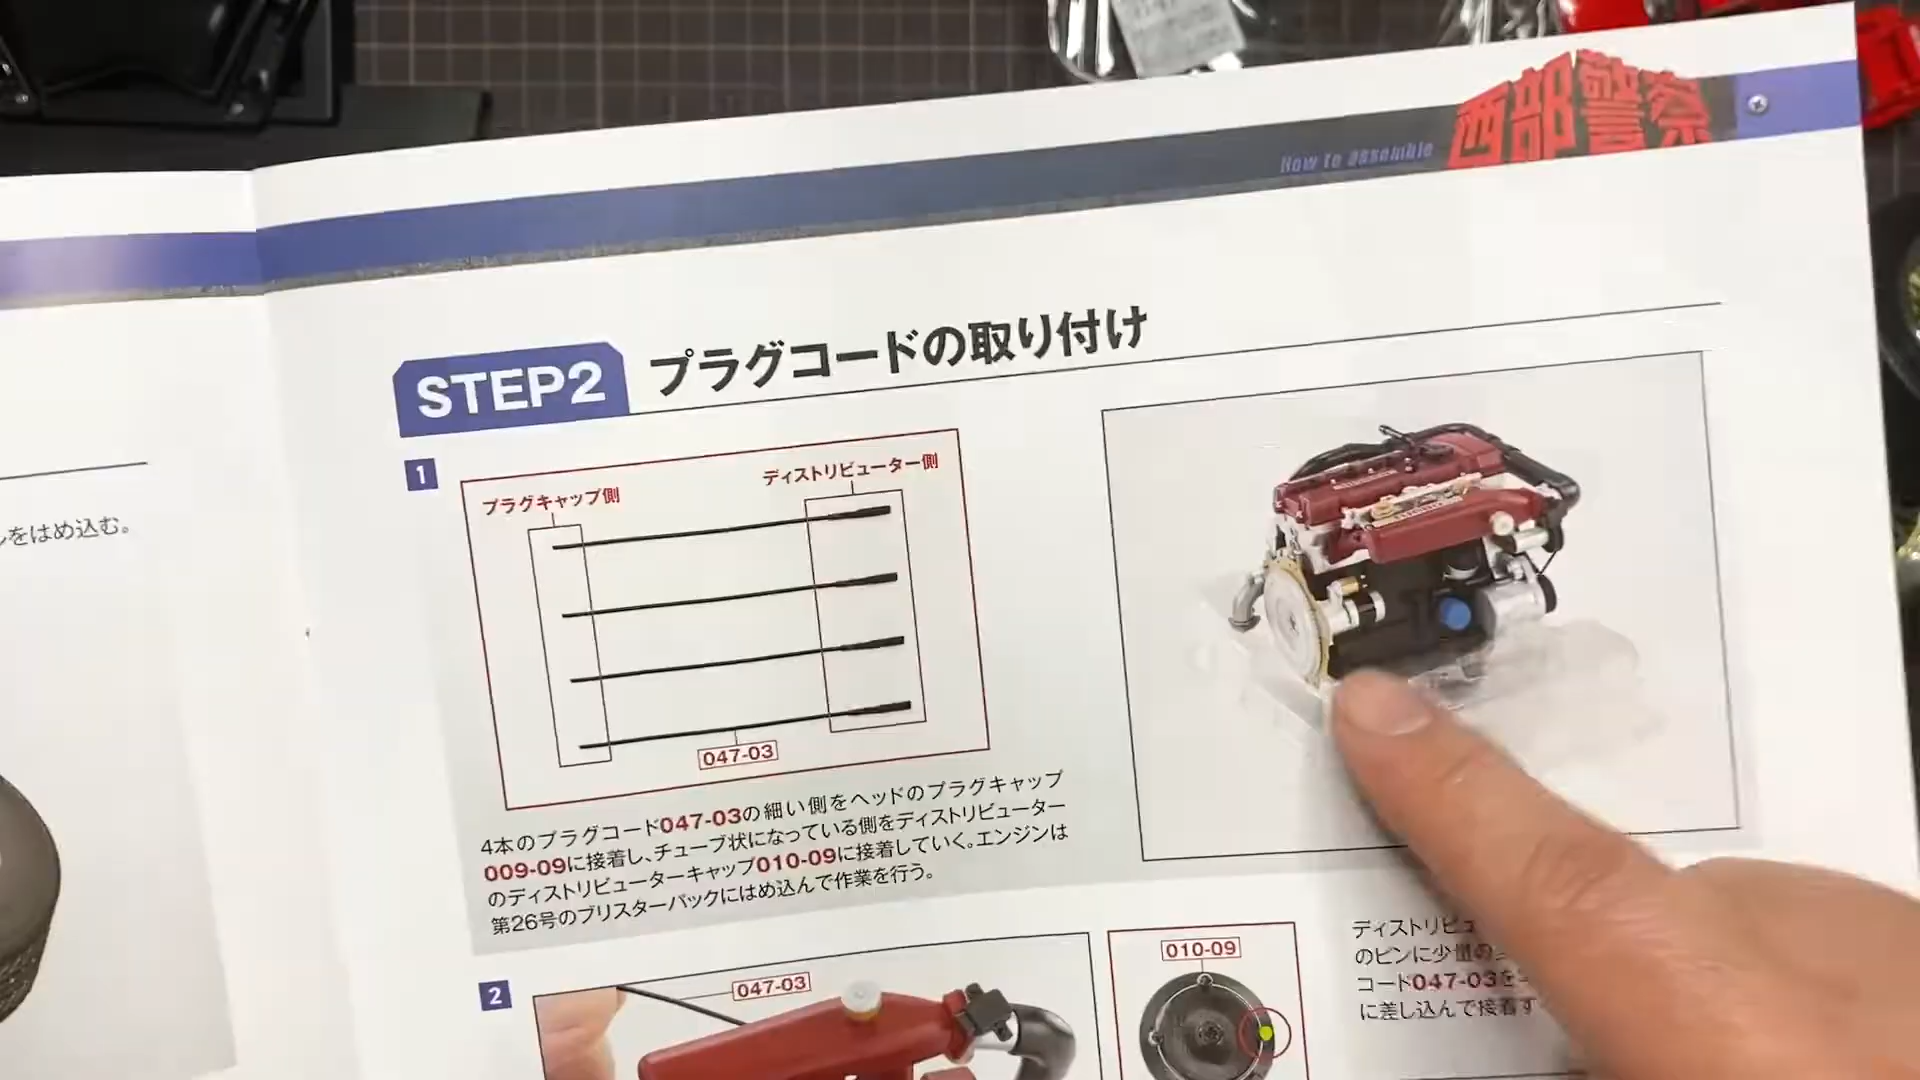 How to assemble
西部警察
をはめ込む。
STEP2
プラグコードの取り付け
1
プラグキャップ側
ディストリビューター側
047-03
4本のプラグコード047-03の細い側をヘッドのプラグキャップ
009-09に接着し、チューブ状になっている側をディストリビューター
のディストリビューターキャップ010-09に接着していく。エンジンは
第26号のブリスターパックにはめ込んで作業を行う。
2
047-03
010-09
ディストリビュ
のピンに少量の
コード047-03を
に差し込んで接着す